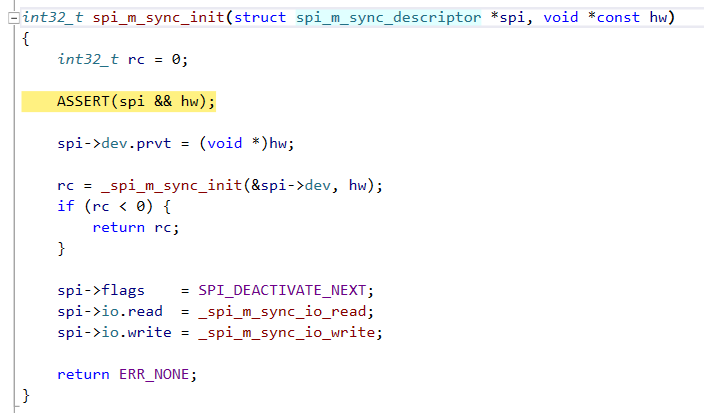 int32_t spi_m_sync_init(struct spi_m_sync_descriptor *spi, void *const hw)
{
    int32_t rc = 0;

    ASSERT(spi && hw);

    spi->dev.prvt = (void *)hw;

    rc = _spi_m_sync_init(&spi->dev, hw);
    if (rc < 0) {
        return rc;
    }

    spi->flags    = SPI_DEACTIVATE_NEXT;
    spi->io.read  = _spi_m_sync_io_read;
    spi->io.write = _spi_m_sync_io_write;

    return ERR_NONE;
}